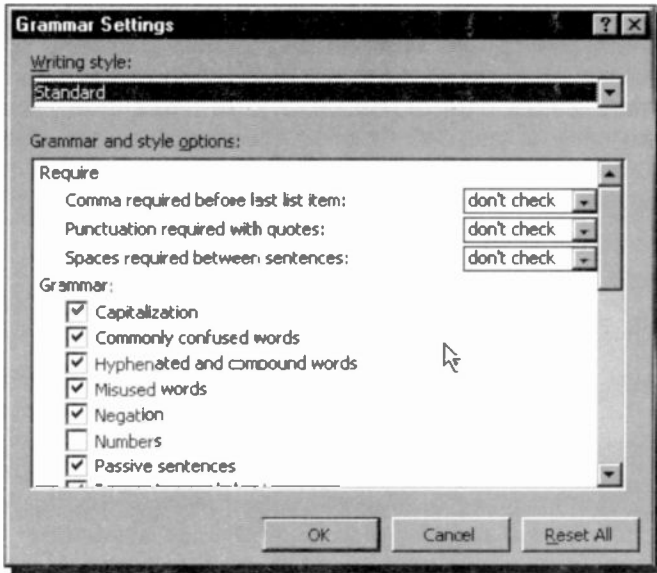 Grammar Settings
Writing style:
Standard
Grammar and style options:
Require
Comma required before last list item: don't check
Punctuation required with quotes: don't check
Spaces required between sentences: don't check
Grammar:
Capitalization
Commonly confused words
Hyphenated and compound words
Misused words
Negation
Numbers
Passive sentences
OK Cancel Reset All